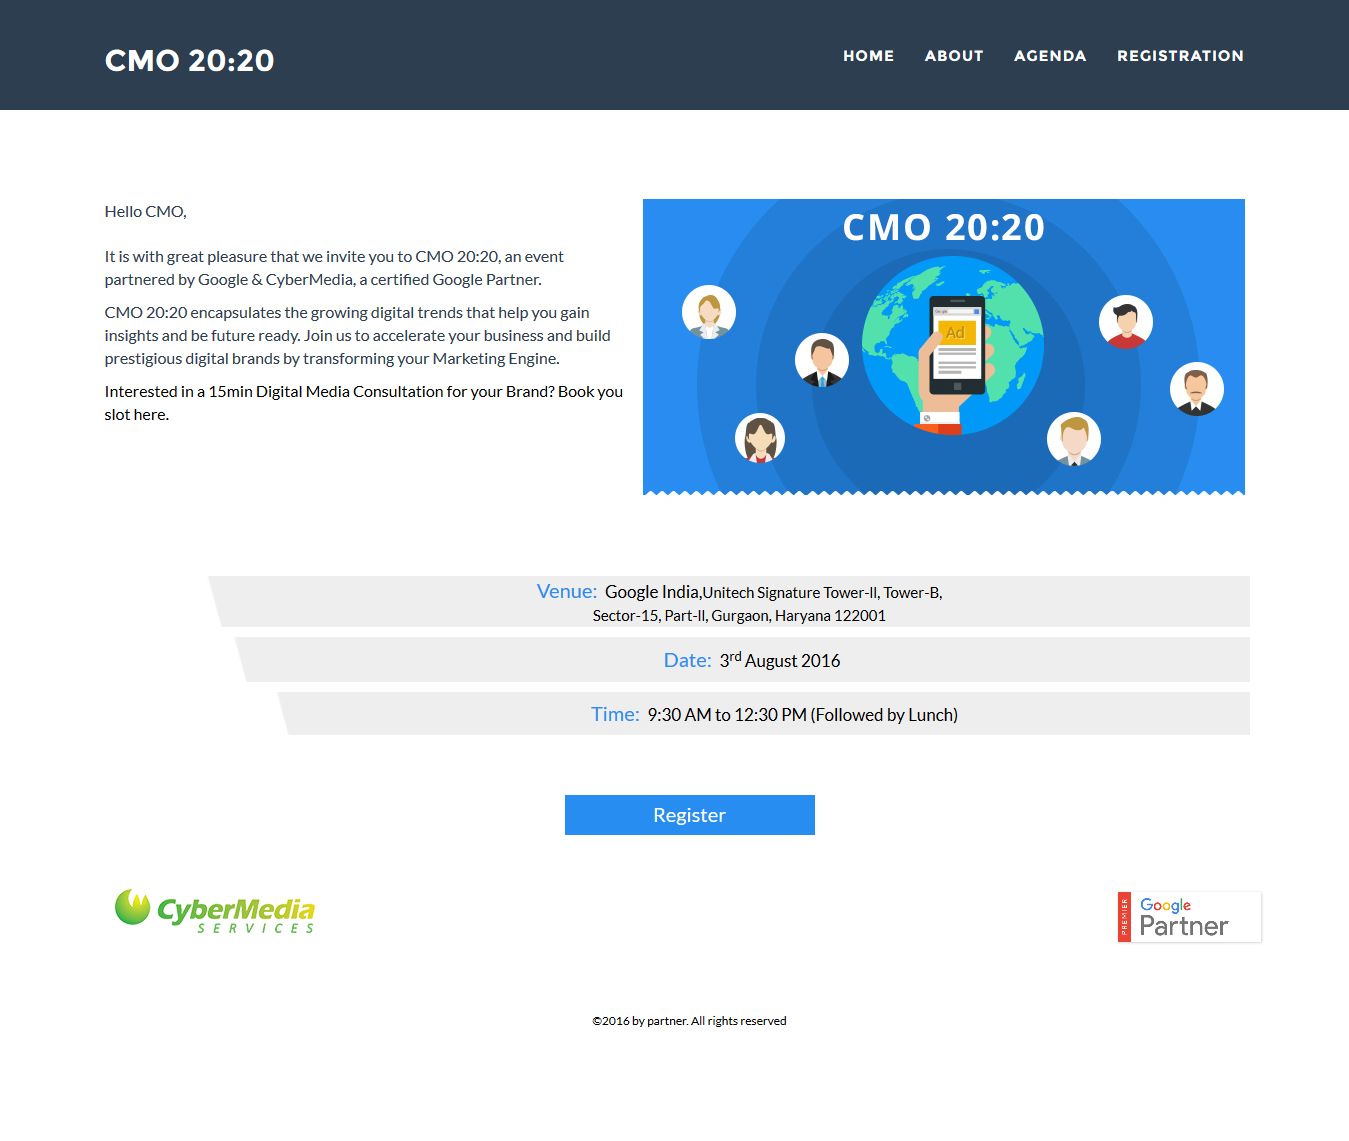 CMO 20:20
HOME ABOUT AGENDA REGISTRATION
Hello CMO,
It is with great pleasure that we invite you to CMO 20:20, an event
partnered by Google & CyberMedia, a certified Google Partner.
CMO 20:20 encapsulates the growing digital trends that help you gain
insights and be future ready. Join us to accelerate your business and build
prestigious digital brands by transforming your Marketing Engine.
Interested in a 15min Digital Media Consultation for your Brand? Book you
slot here.
CMO 20:20
Google
Ad
Venue: Google India,Unitech Signature Tower-II, Tower-B,
Sector-15, Part-II, Gurgaon, Haryana 122001
Date: 3rd August 2016
Time: 9:30 AM to 12:30 PM (Followed by Lunch)
Register
CyberMedia
SERVICES
PREMIER
Google
Partner
©2016 by partner. All rights reserved